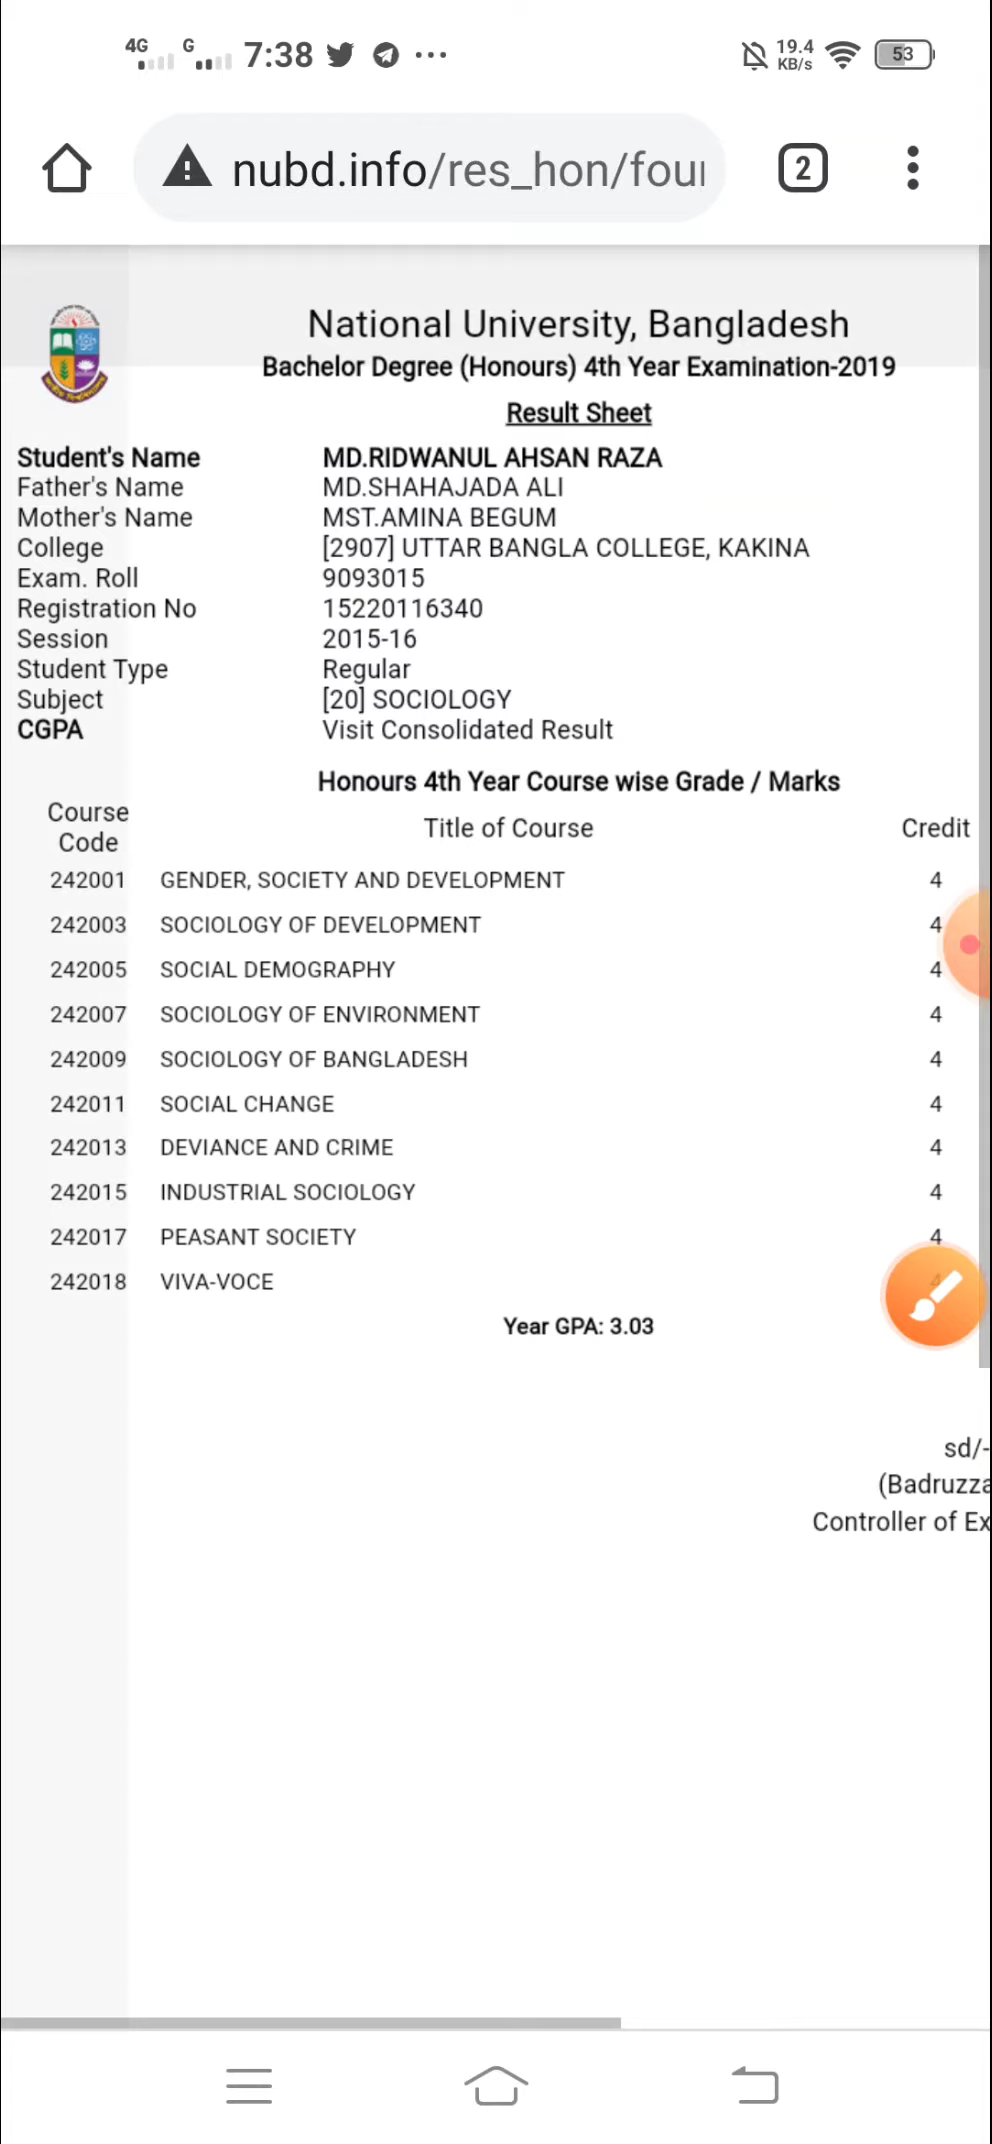 4G G 7:38 ... 19.4 KB/s 53
nubd.info/res_hon/four
2
National University, Bangladesh
Bachelor Degree (Honours) 4th Year Examination-2019
Result Sheet
Student's Name MD.RIDWANUL AHSAN RAZA
Father's Name MD.SHAHAJADA ALI
Mother's Name MST.AMINA BEGUM
College [2907] UTTAR BANGLA COLLEGE, KAKINA
Exam. Roll 9093015
Registration No 15220116340
Session 2015-16
Student Type Regular
Subject [20] SOCIOLOGY
CGPA Visit Consolidated Result
Honours 4th Year Course wise Grade / Marks
Course Code Title of Course Credit
242001 GENDER, SOCIETY AND DEVELOPMENT 4
242003 SOCIOLOGY OF DEVELOPMENT 4
242005 SOCIAL DEMOGRAPHY 4
242007 SOCIOLOGY OF ENVIRONMENT 4
242009 SOCIOLOGY OF BANGLADESH 4
242011 SOCIAL CHANGE 4
242013 DEVIANCE AND CRIME 4
242015 INDUSTRIAL SOCIOLOGY 4
242017 PEASANT SOCIETY 4
242018 VIVA-VOCE
Year GPA: 3.03
sd/-
(Badruzza
Controller of Ex